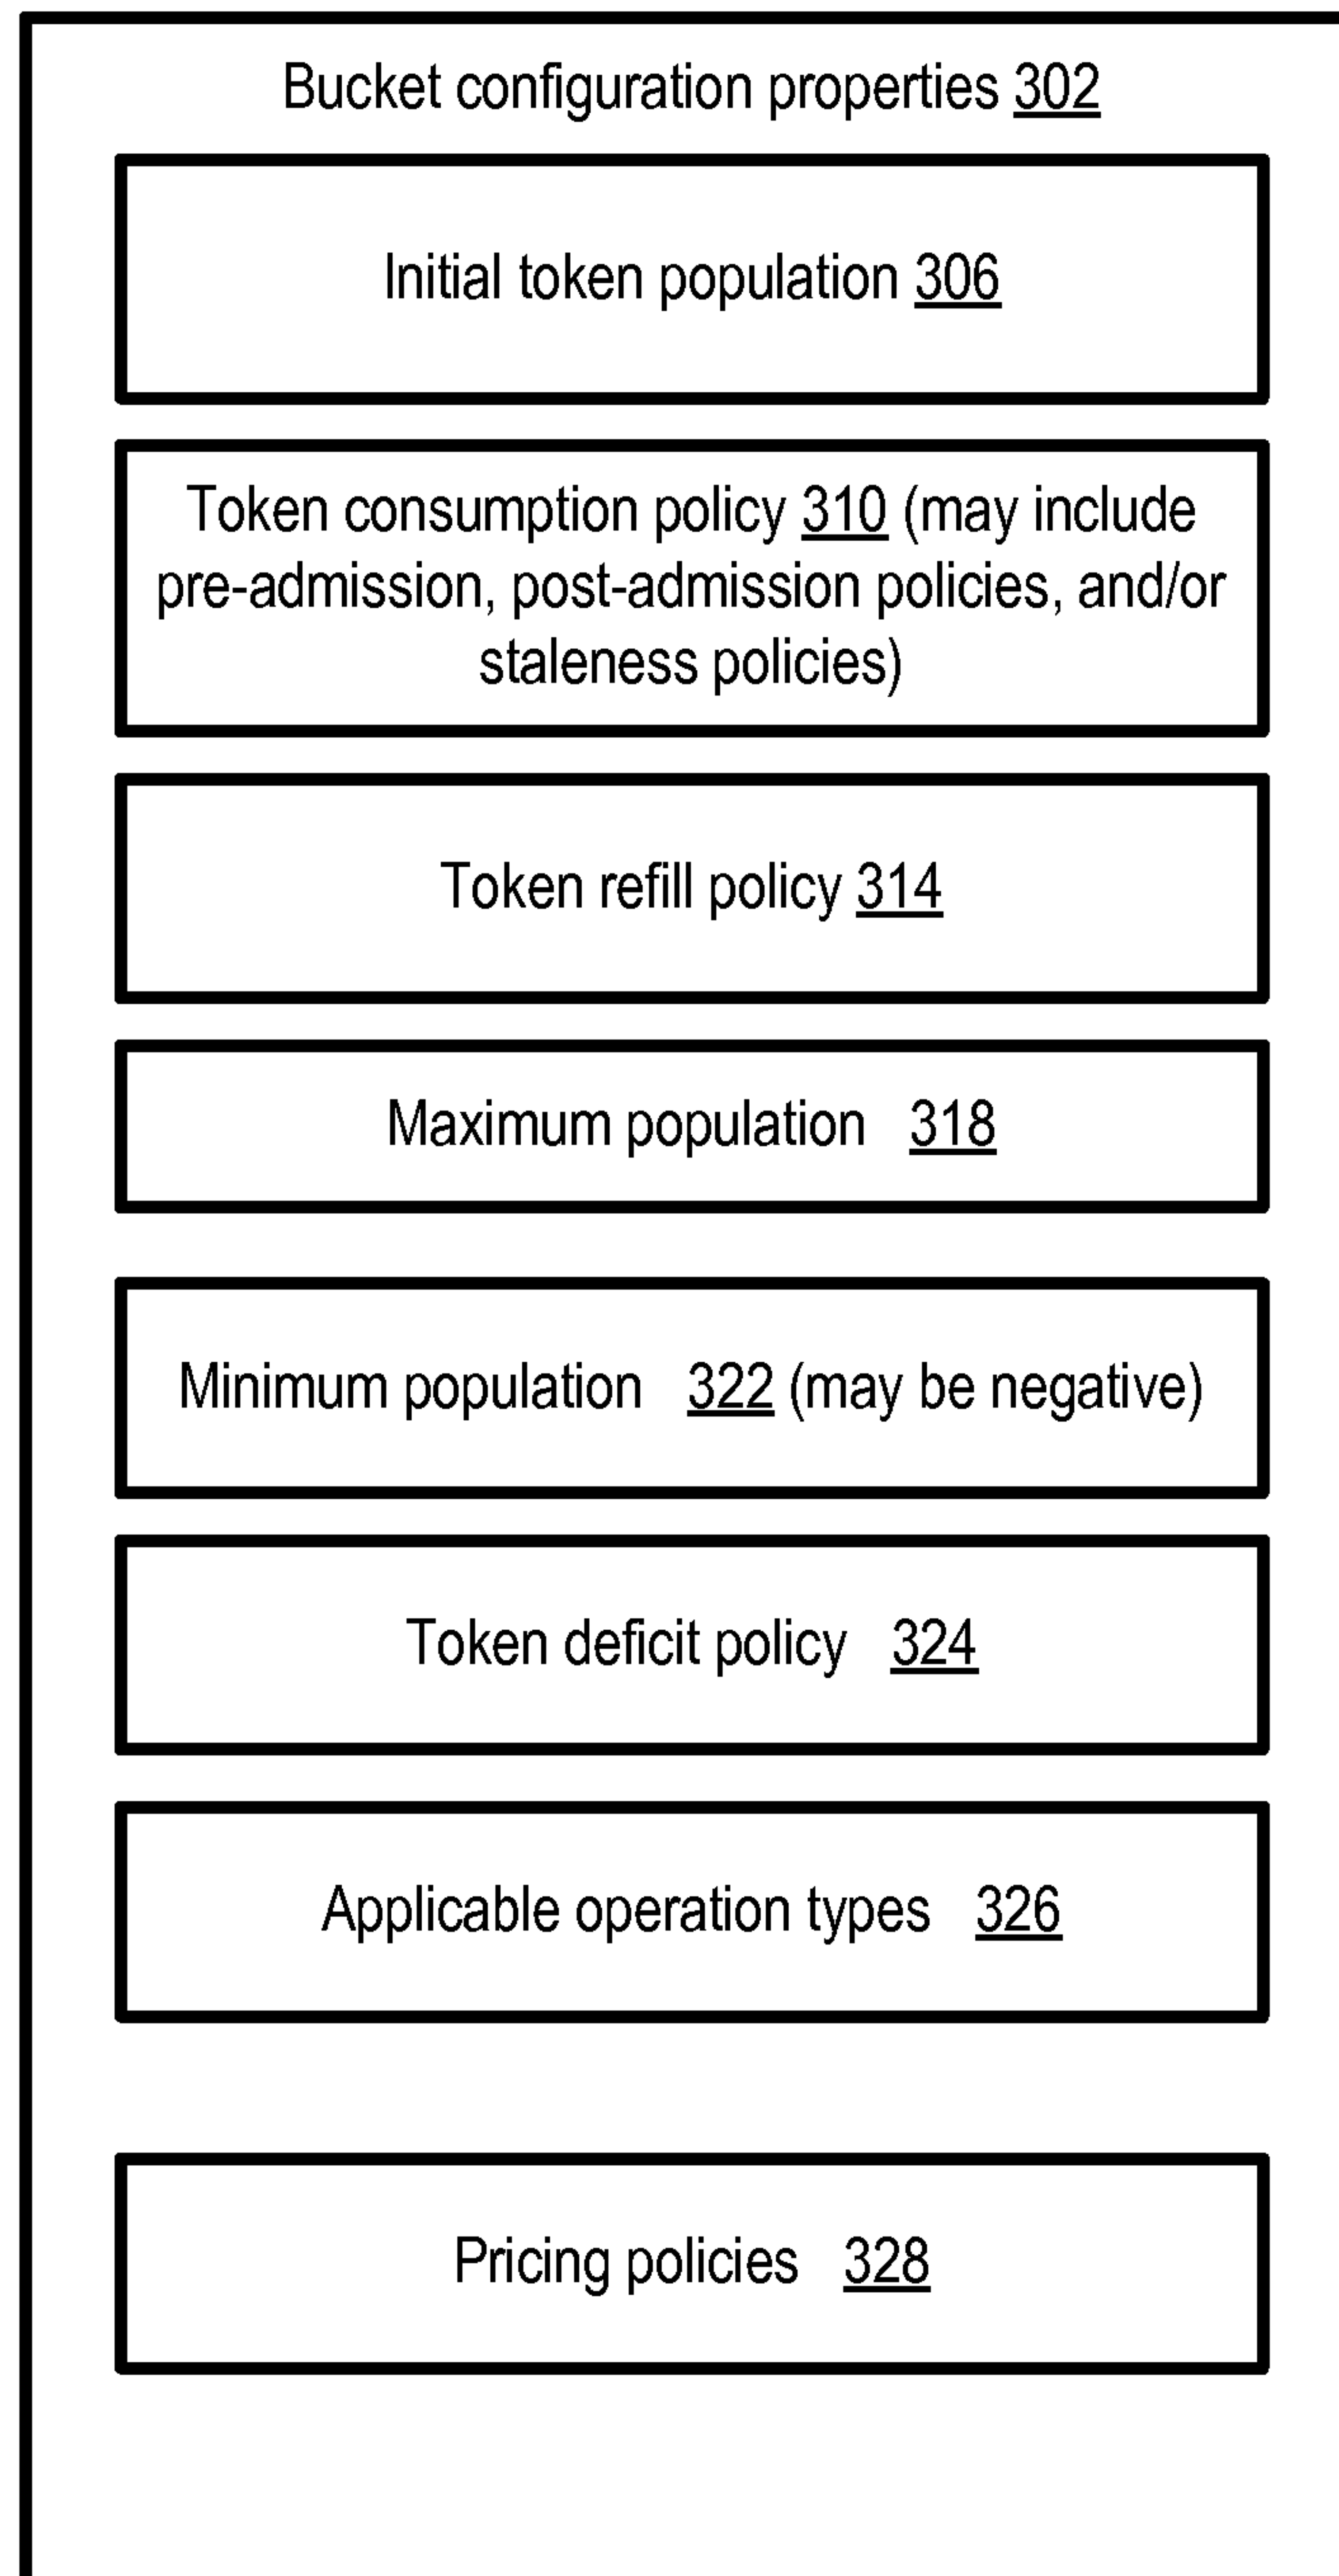 Bucket configuration properties 302
Initial token population 306
Token consumption policy 310 (may include
pre-admission, post-admission policies, and/or
staleness policies)
Token refill policy 314
Maximum population 318
Minimum population 322 (may be negative)
Token deficit policy 324
Applicable operation types 326
Pricing policies 328